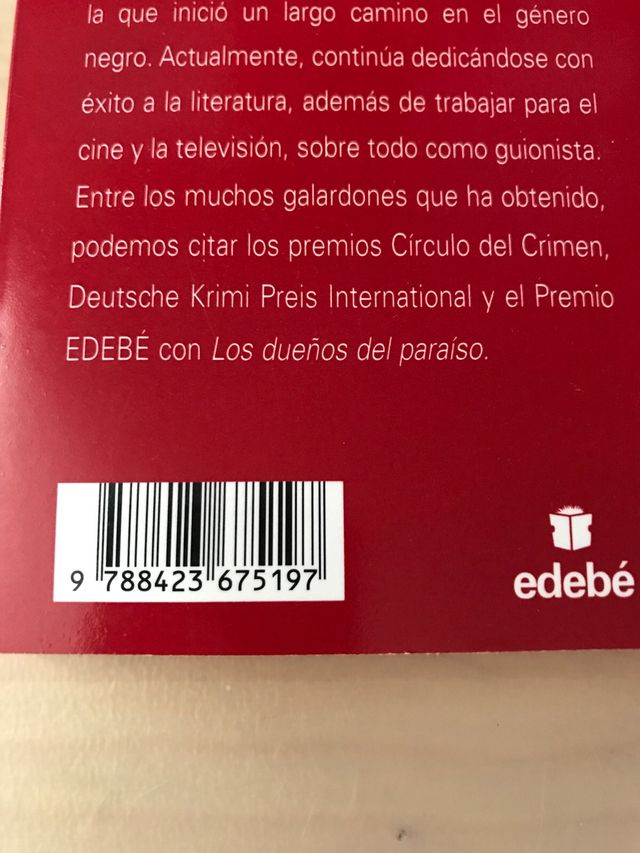 la que inició un largo camino en el género
negro. Actualmente, continúa dedicándose con
éxito a la literatura, además de trabajar para el
cine y la televisión, sobre todo como guionista.
Entre los muchos galardones que ha obtenido,
podemos citar los premios Círculo del Crimen,
Deutsche Krimi Preis International y el Premio
EDEBÉ con Los dueños del paraíso.
9 788423 675197
edebé